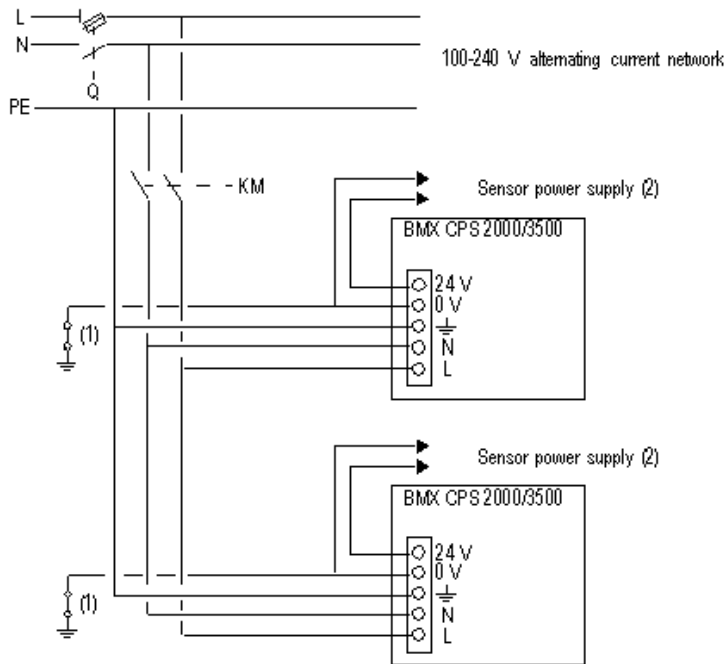 L
N
100-240 V alternating current network
Q
PE
KM
Sensor power supply (2)
BMX CPS 2000/3500
24 V
0 V
(1)
N
L
Sensor power supply (2)
BMX CPS 2000/3500
24 V
0 V
(1)
N
L